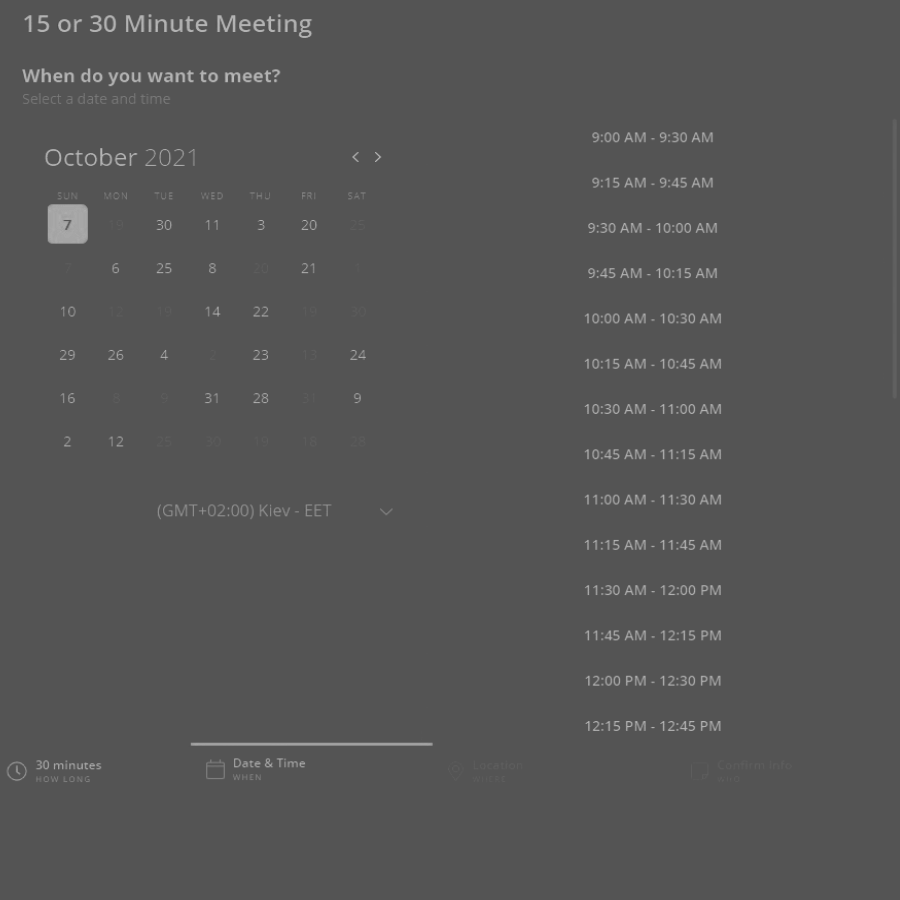 15 or 30 Minute Meeting
When do you want to meet?
Select a date and time
October 2021
SUN MON TUE WED THU FRI SAT
7 19 30 11 3 20 25
7 6 25 8 30 21 1
10 12 19 14 22 19 30
29 26 4 2 23 13 24
16 8 9 31 28 31 9
2 12 25 30 19 18 28
(GMT+02:00) Kiev - EET
9:00 AM - 9:30 AM
9:15 AM - 9:45 AM
9:30 AM - 10:00 AM
9:45 AM - 10:15 AM
10:00 AM - 10:30 AM
10:15 AM - 10:45 AM
10:30 AM - 11:00 AM
10:45 AM - 11:15 AM
11:00 AM - 11:30 AM
11:15 AM - 11:45 AM
11:30 AM - 12:00 PM
11:45 AM - 12:15 PM
12:00 PM - 12:30 PM
12:15 PM - 12:45 PM
30 minutes
HOW LONG
Date & Time
WHEN
Location
WHERE
Confirm Info
WHO